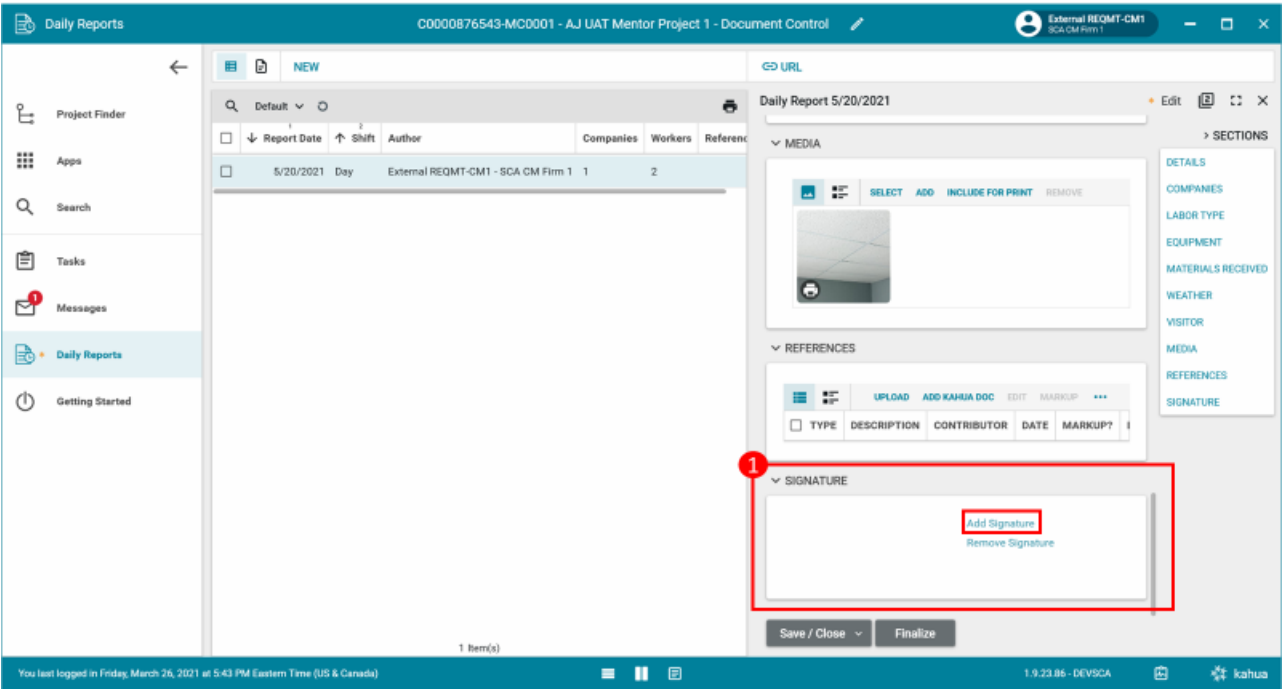 Daily Reports
C0000876543-MC0001 - AJ UAT Mentor Project 1 - Document Control
External REQMT-CM1
SCA CM Firm 1
Project Finder
Apps
Search
Tasks
1
Messages
Daily Reports
Getting Started
NEW
Default
1 2
Report Date Shift Author Companies Workers Referenc
5/20/2021 Day External REQMT-CM1 - SCA CM Firm 1 1 2
1 Item(s)
URL
Daily Report 5/20/2021
Edit
MEDIA
SELECT ADD INCLUDE FOR PRINT REMOVE
REFERENCES
UPLOAD ADD KAHUA DOC EDIT MARKUP •••
TYPE DESCRIPTION CONTRIBUTOR DATE MARKUP?
1
SIGNATURE
Add Signature
Remove Signature
Save / Close Finalize
> SECTIONS
DETAILS
COMPANIES
LABOR TYPE
EQUIPMENT
MATERIALS RECEIVED
WEATHER
VISITOR
MEDIA
REFERENCES
SIGNATURE
You last logged in Friday, March 26, 2021 at 5:43 PM Eastern Time (US & Canada)
1.9.23.86 - DEVSCA
kahua